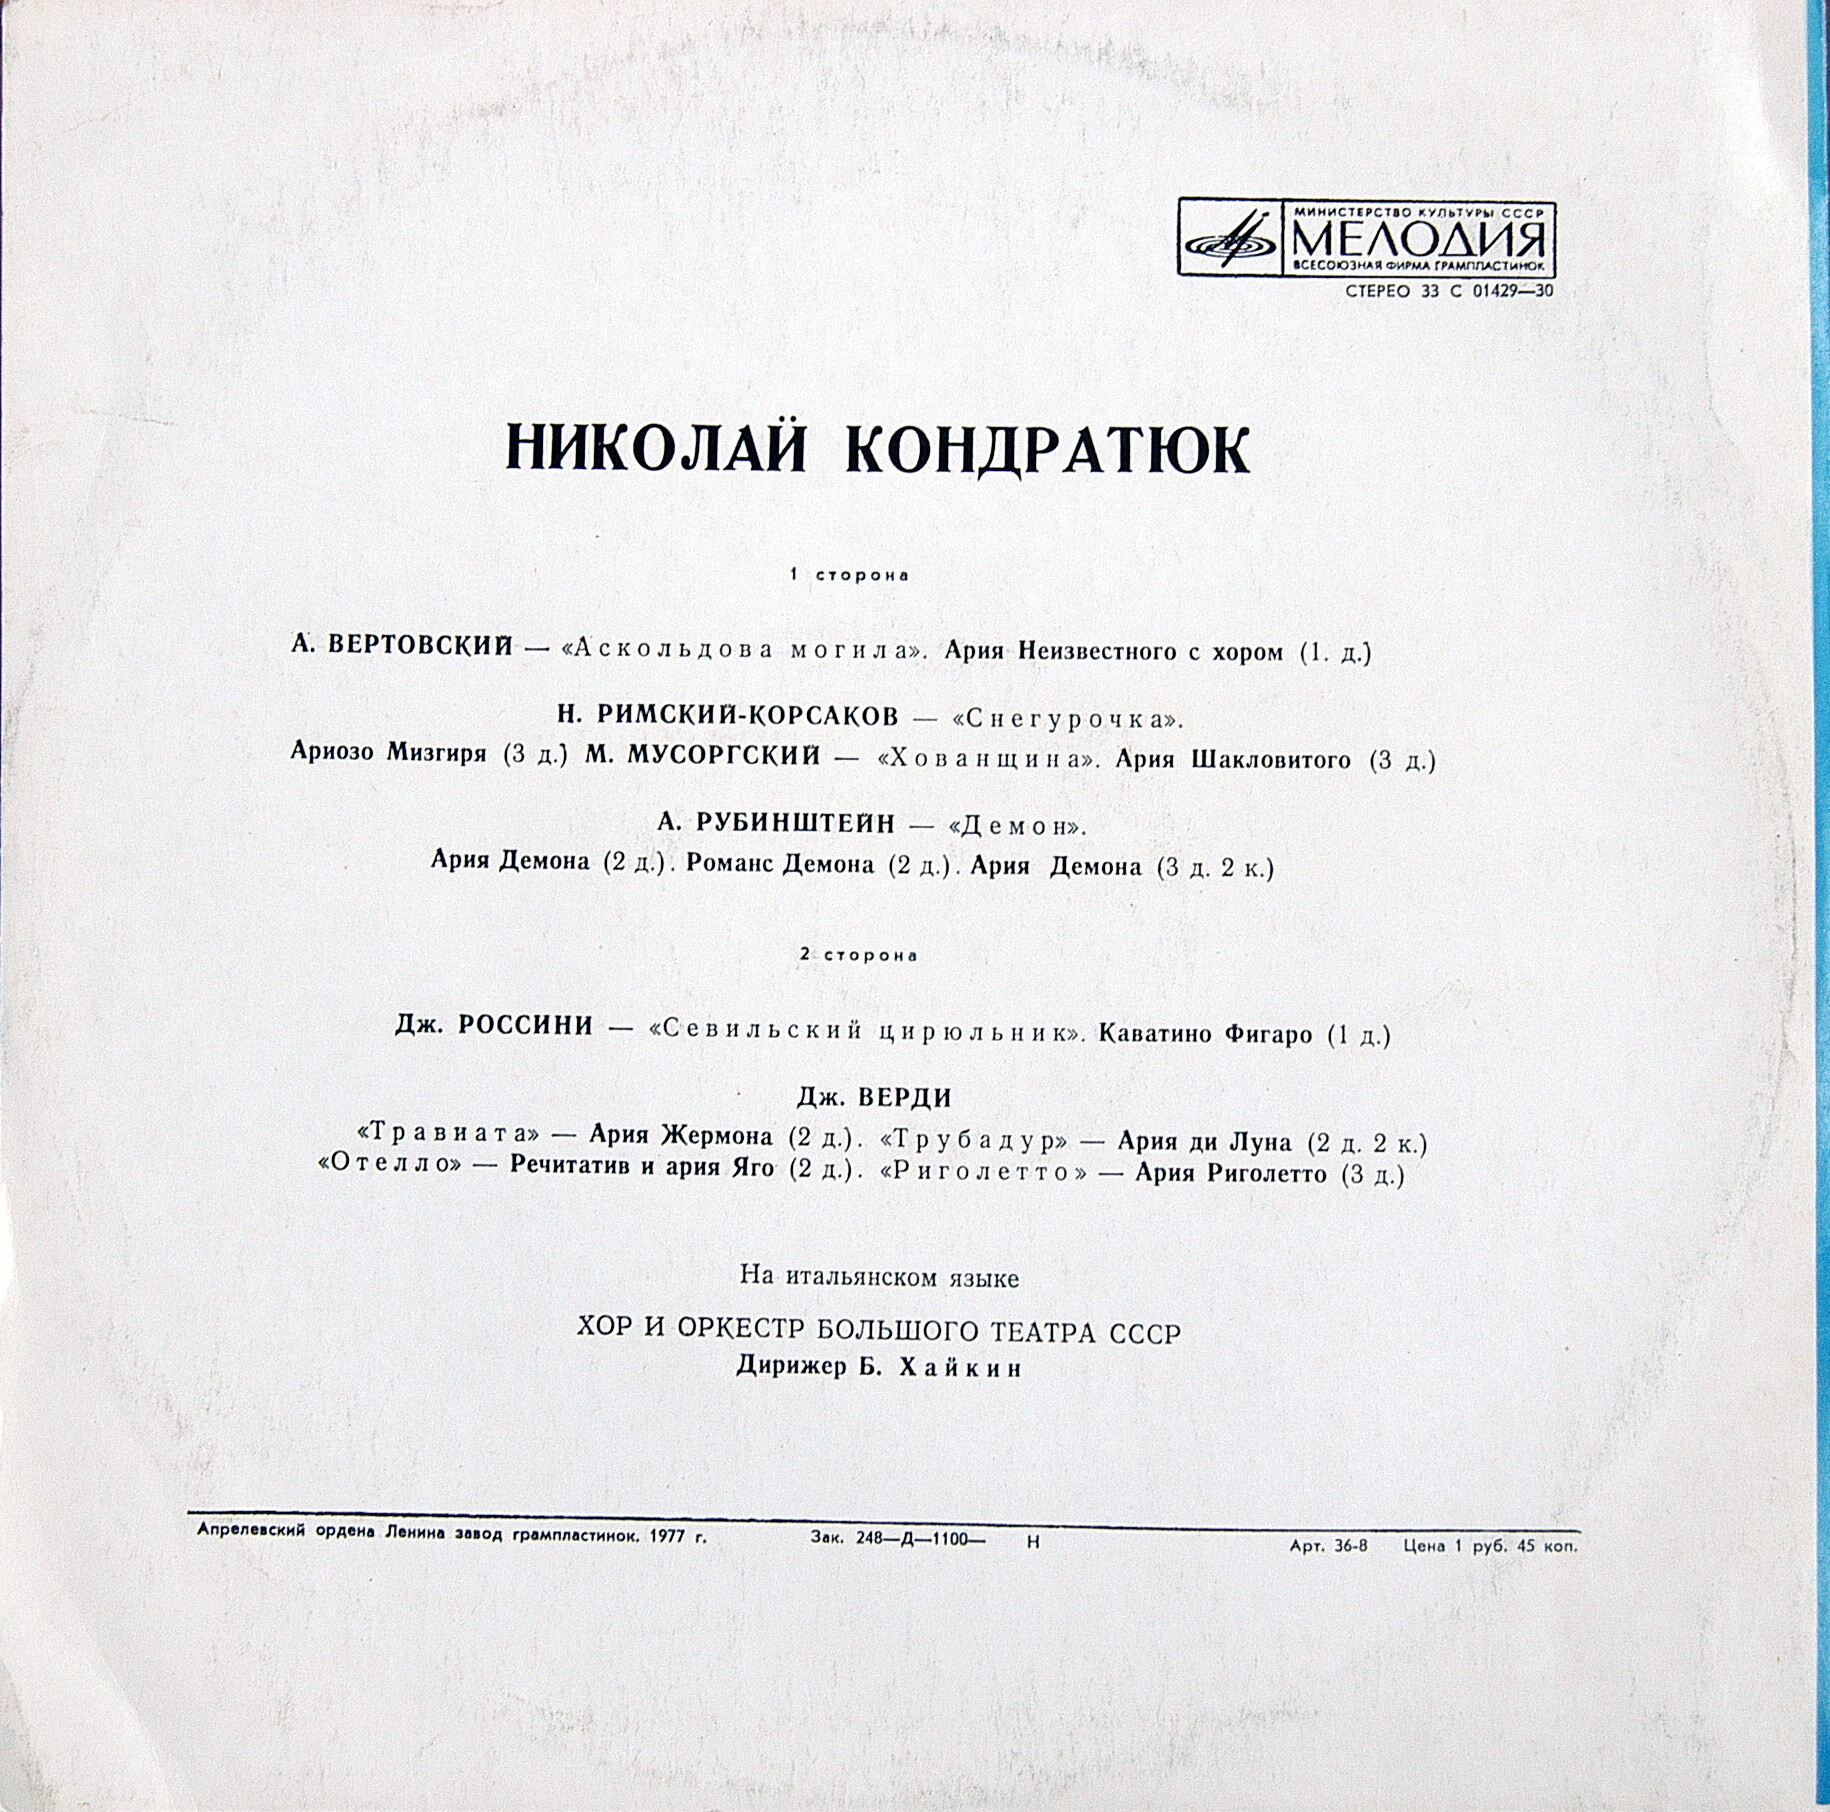 МИНИСТЕРСТВО КУЛЬТУРЫ СССР
МЕЛОДИЯ
ВСЕСОЮЗНАЯ ФИРМА ГРАМПЛАСТИНОК
СТЕРЕО 33 С 01429—30
НИКОЛАЙ КОНДРАТЮК
1 сторона
А. ВЕРТОВСКИЙ — «Аскольдова могила». Ария Неизвестного с хором (1. д.)
Н. РИМСКИЙ-КОРСАКОВ — «Снегурочка».
Ариозо Мизгиря (3 д.) М. МУСОРГСКИЙ — «Хованщина». Ария Шакловитого (3 д.)
А. РУБИНШТЕЙН — «Демон».
Ария Демона (2 д.). Романс Демона (2 д.). Ария Демона (3 д. 2 к.)
2 сторона
Дж. РОССИНИ — «Севильский цирюльник». Каватино Фигаро (1 д.)
Дж. ВЕРДИ
«Травиата» — Ария Жермона (2 д.). «Трубадур» — Ария ди Луна (2 д. 2 к.)
«Отелло» — Речитатив и ария Яго (2 д.). «Риголетто» — Ария Риголетто (3 д.)
На итальянском языке
ХОР И ОРКЕСТР БОЛЬШОГО ТЕАТРА СССР
Дирижер Б. Хайкин
Апрелевский ордена Ленина завод грампластинок. 1977 г. Зак. 248—Д—1100— Н Арт. 36-8 Цена 1 руб. 45 коп.